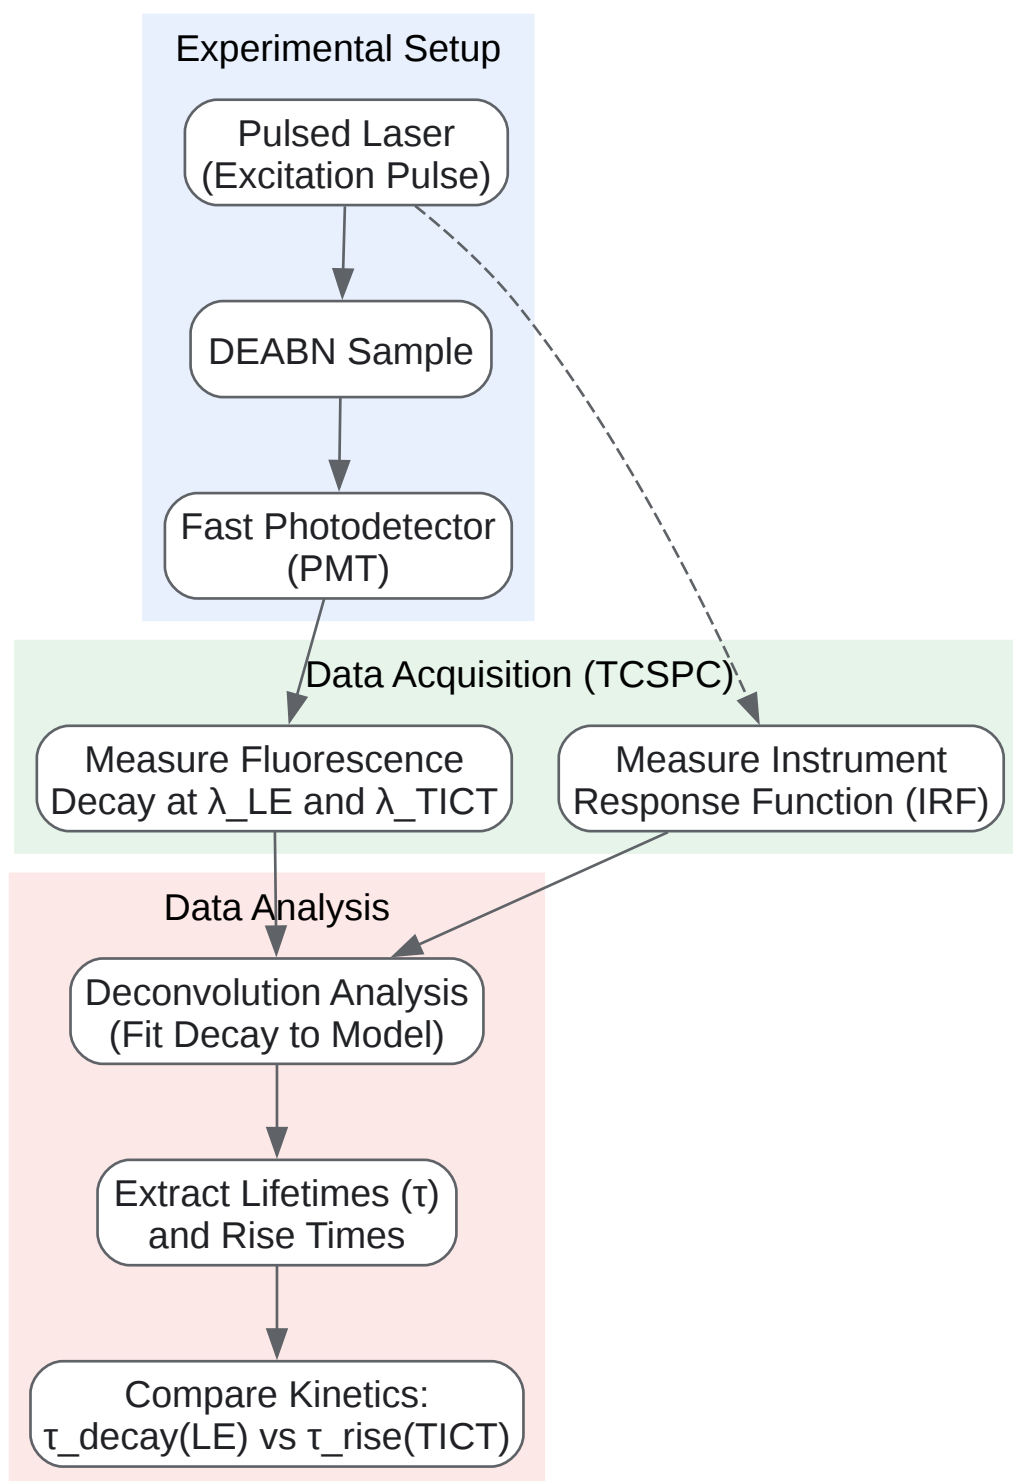 Experimental Setup
Pulsed Laser
(Excitation Pulse)
DEABN Sample
Fast Photodetector
(PMT)
Data Acquisition (TCSPC)
Measure Fluorescence
Decay at λ_LE and λ_TICT
Measure Instrument
Response Function (IRF)
Data Analysis
Deconvolution Analysis
(Fit Decay to Model)
Extract Lifetimes (τ)
and Rise Times
Compare Kinetics:
τ_decay(LE) vs τ_rise(TICT)